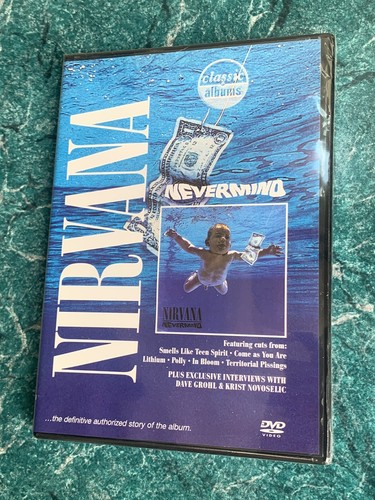 classic
albums
NIRVANA
NEVERMIND
NIRVANA
NEVERMIND
Featuring cuts from:
Smells Like Teen Spirit • Come as You Are
Lithium • Polly • In Bloom • Territorial Pissings
PLUS EXCLUSIVE INTERVIEWS WITH
DAVE GROHL & KRIST NOVOSELIC
...the definitive authorized story of the album.
DVD
VIDEO